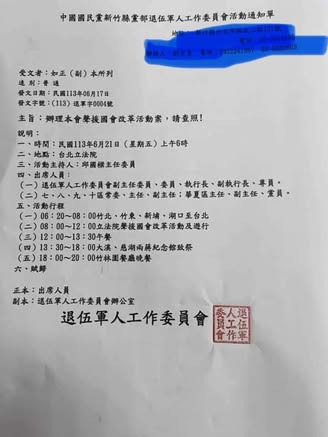 中國國民黨新竹縣黨部退伍軍人工作委員會活動通知單
受文者：如正（副）本所列
速別：普通
發文日期：民國113年06月17日
發文字號：(113)退軍字0004號
主旨：辦理本會聲援國會改革活動案，請查照!
說明：
一、時間：民國113年6月21日（星期五）上午6時
二、地點：台北立法院
三、活動主持人：邱國樑主任委員
四、出席人員：
（一）退伍軍人工作委員會副主任委員、委員、執行長、副執行長、專員。
（二）七、八、九、十區常委、主任、副主任；華夏區主任、副主任、黨員。
五、活動行程
（一）06：20～08：00竹北、竹東、新埔、湖口至台北
（二）08：00～12：00立法院聲援國會改革活動及遊行
（三）12：00～13：30午餐
（四）13：30～18：30大溪、慈湖兩蔣紀念館致祭
（五）18：00～20：00竹林園餐廳晚餐
六、賦歸
正本：出席人員
副本：退伍軍人工作委員會辦公室
退伍軍人工作委員會
退伍軍
人工作
委員會